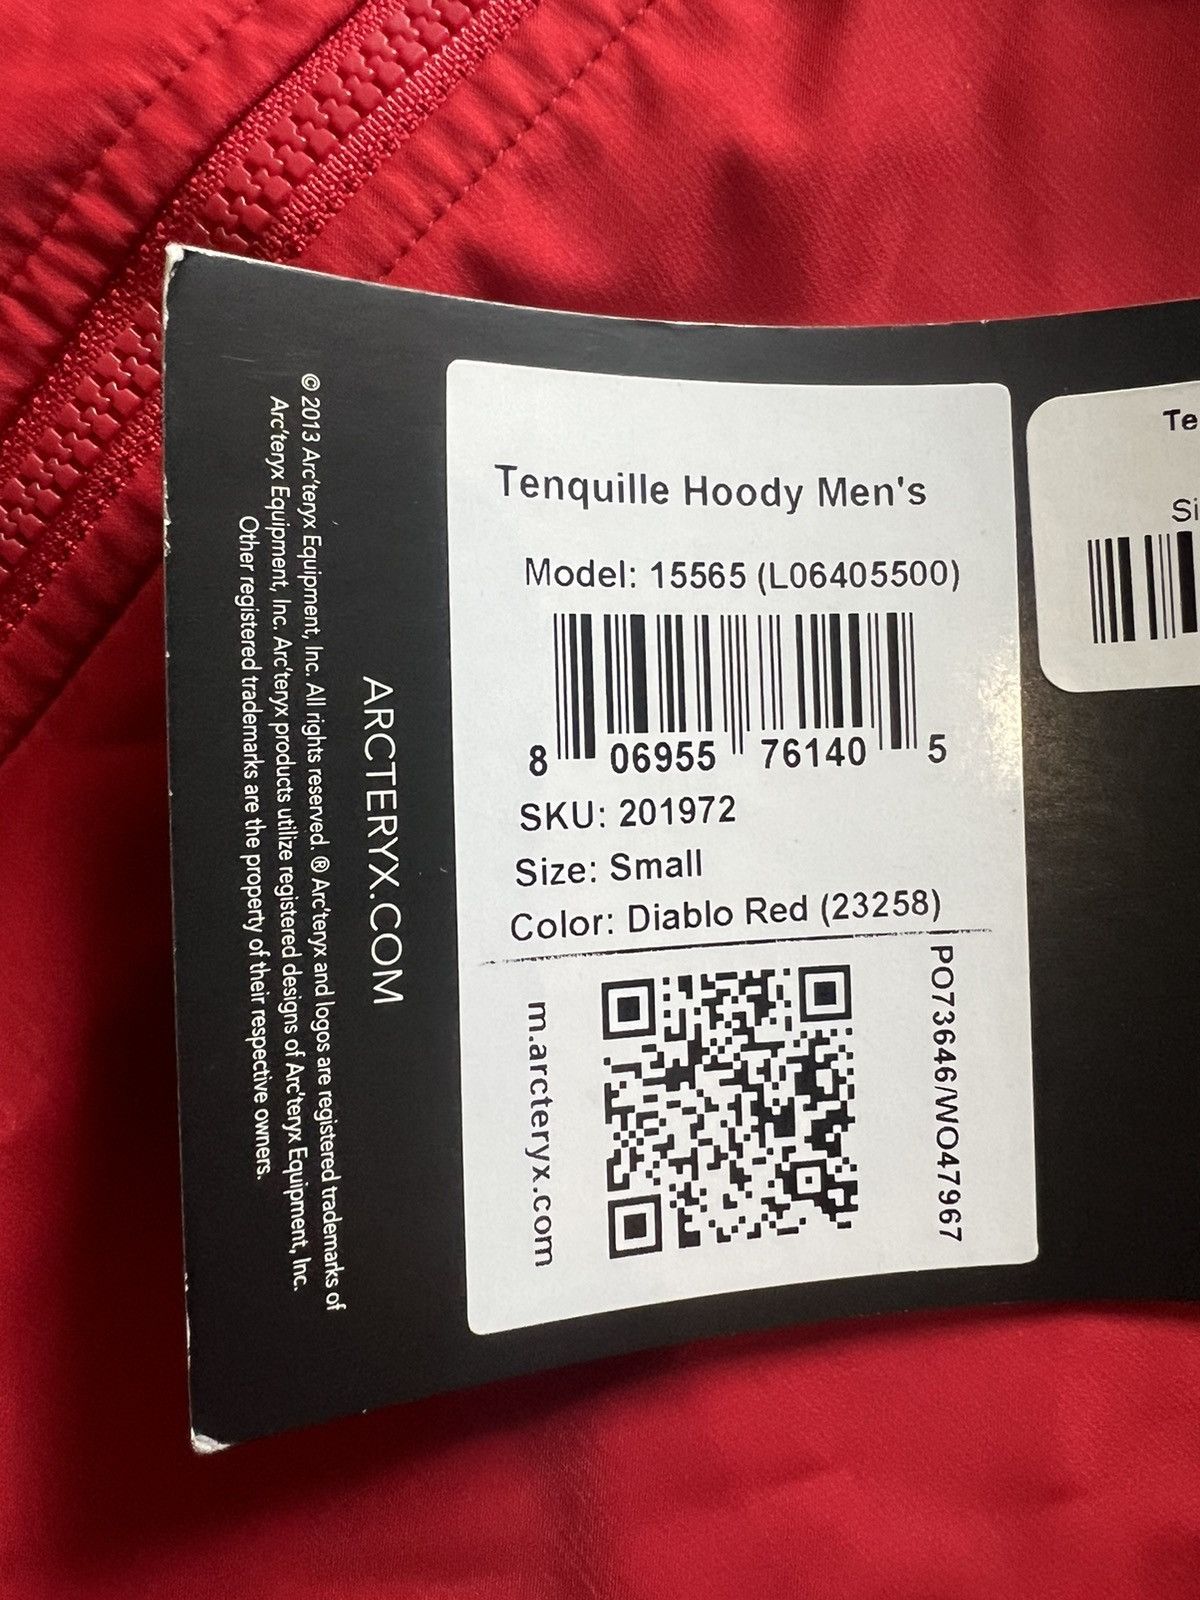 Tenquille Hoody Men's
Model: 15565 (L06405500)
8 06955 76140 5
SKU: 201972
Size: Small
Color: Diablo Red (23258)
m.arcteryx.com
PO73646/WO47967
Te
Si
ARCTERYX.COM
© 2013 Arc'teryx Equipment, Inc. All rights reserved. ® Arc'teryx and logos are registered trademarks of
Arc'teryx Equipment, Inc. Arc'teryx products utilize registered designs of Arc'teryx Equipment, Inc.
Other registered trademarks are the property of their respective owners.